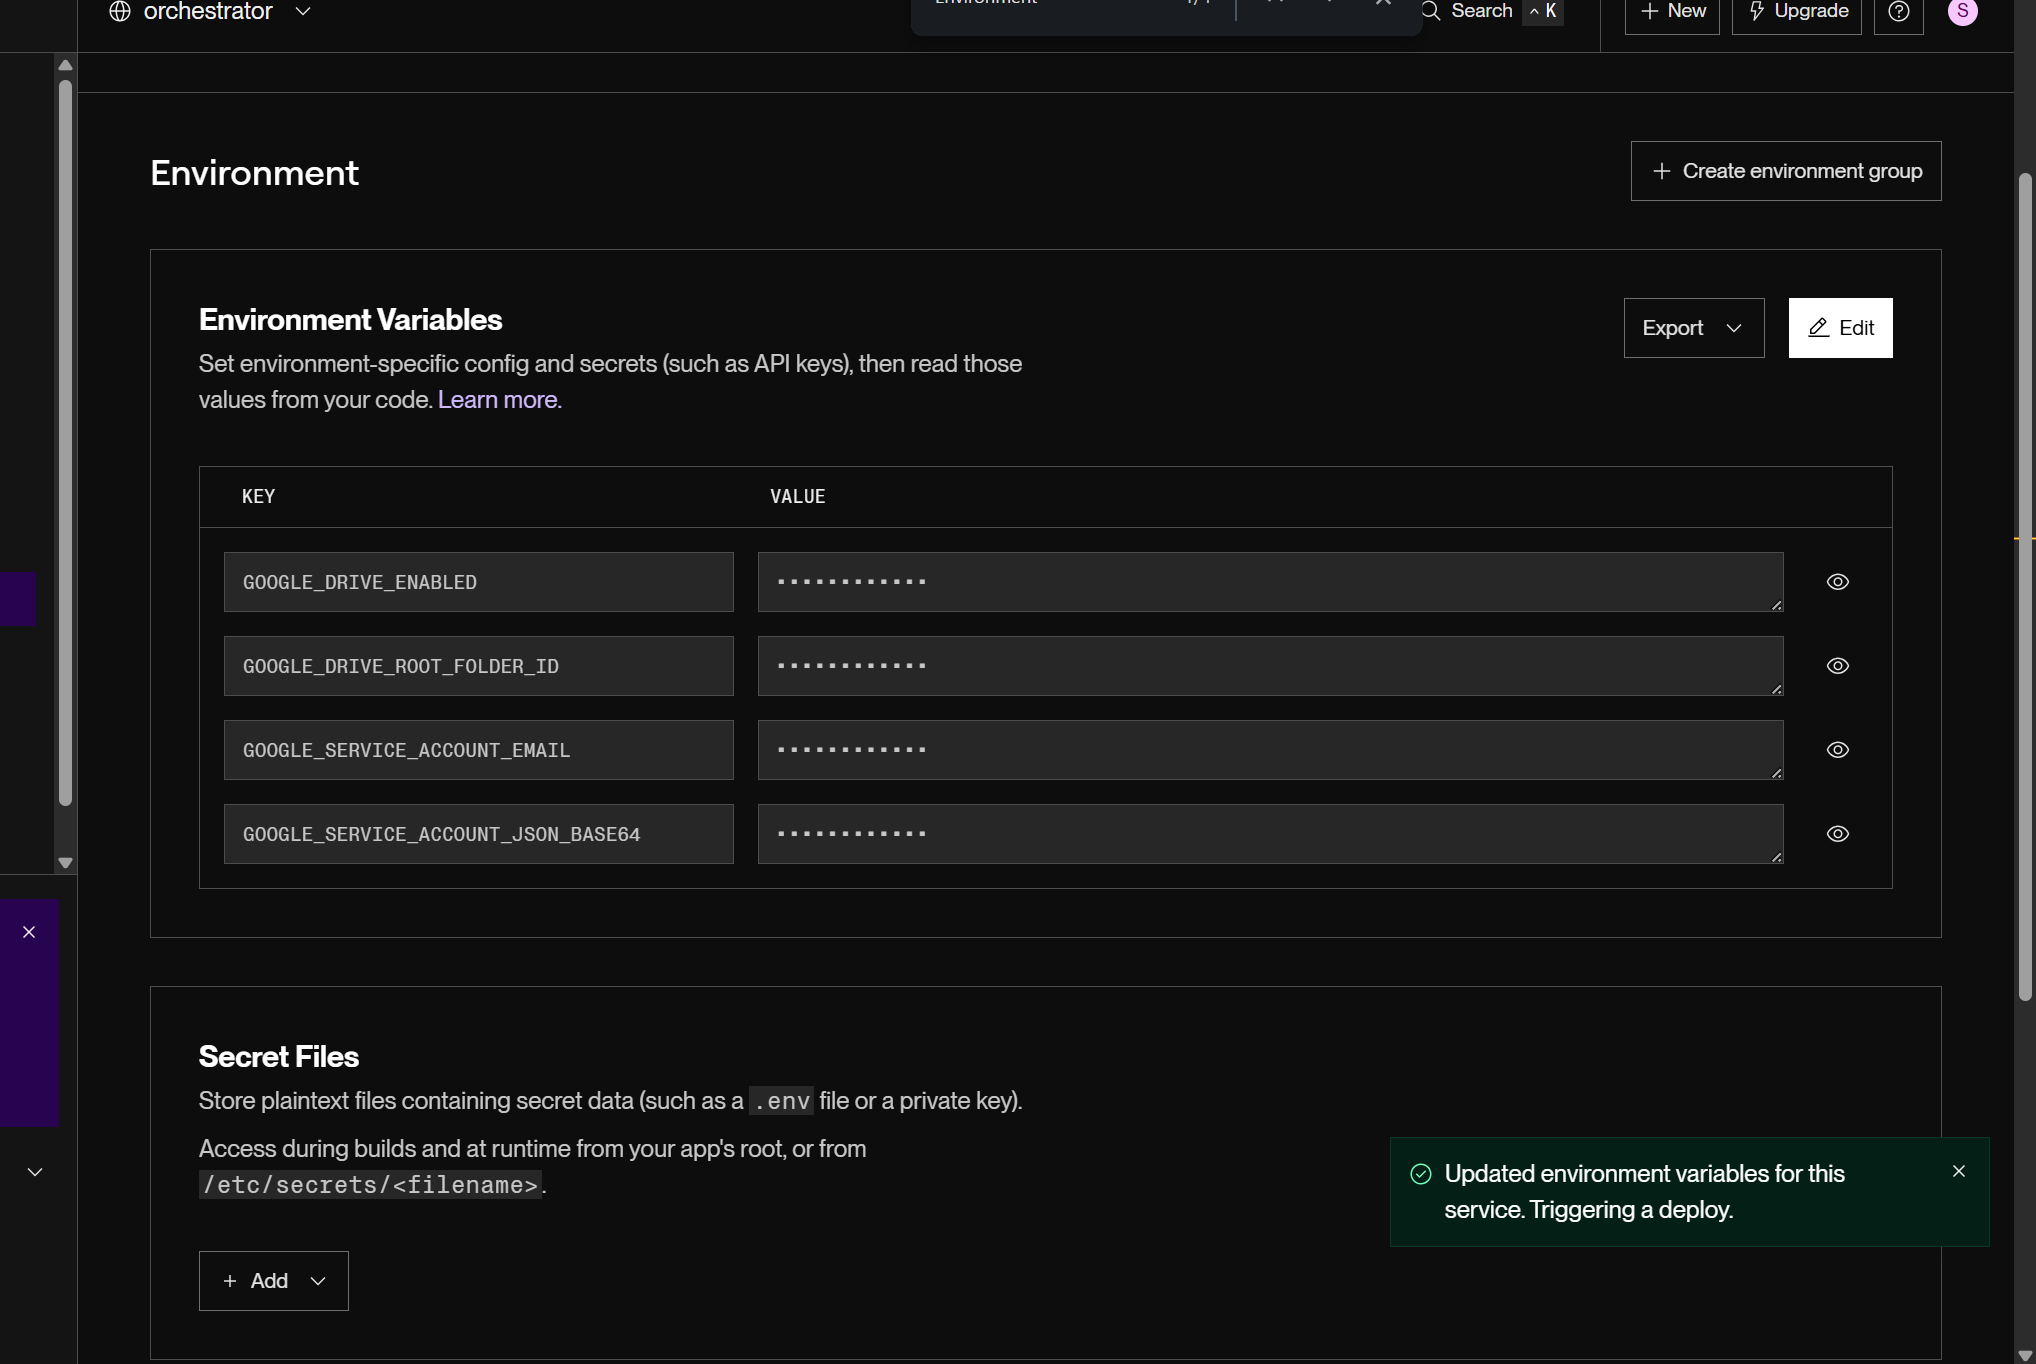 orchestrator
Search
K
+ New
Upgrade
S
Environment
+ Create environment group
Environment Variables
Export
Edit
Set environment-specific config and secrets (such as API keys), then read those
values from your code. Learn more.
KEY
VALUE
GOOGLE_DRIVE_ENABLED
GOOGLE_DRIVE_ROOT_FOLDER_ID
GOOGLE_SERVICE_ACCOUNT_EMAIL
GOOGLE_SERVICE_ACCOUNT_JSON_BASE64
Secret Files
Store plaintext files containing secret data (such as a .env file or a private key).
Access during builds and at runtime from your app's root, or from
/etc/secrets/<filename>.
Updated environment variables for this
service. Triggering a deploy.
+ Add